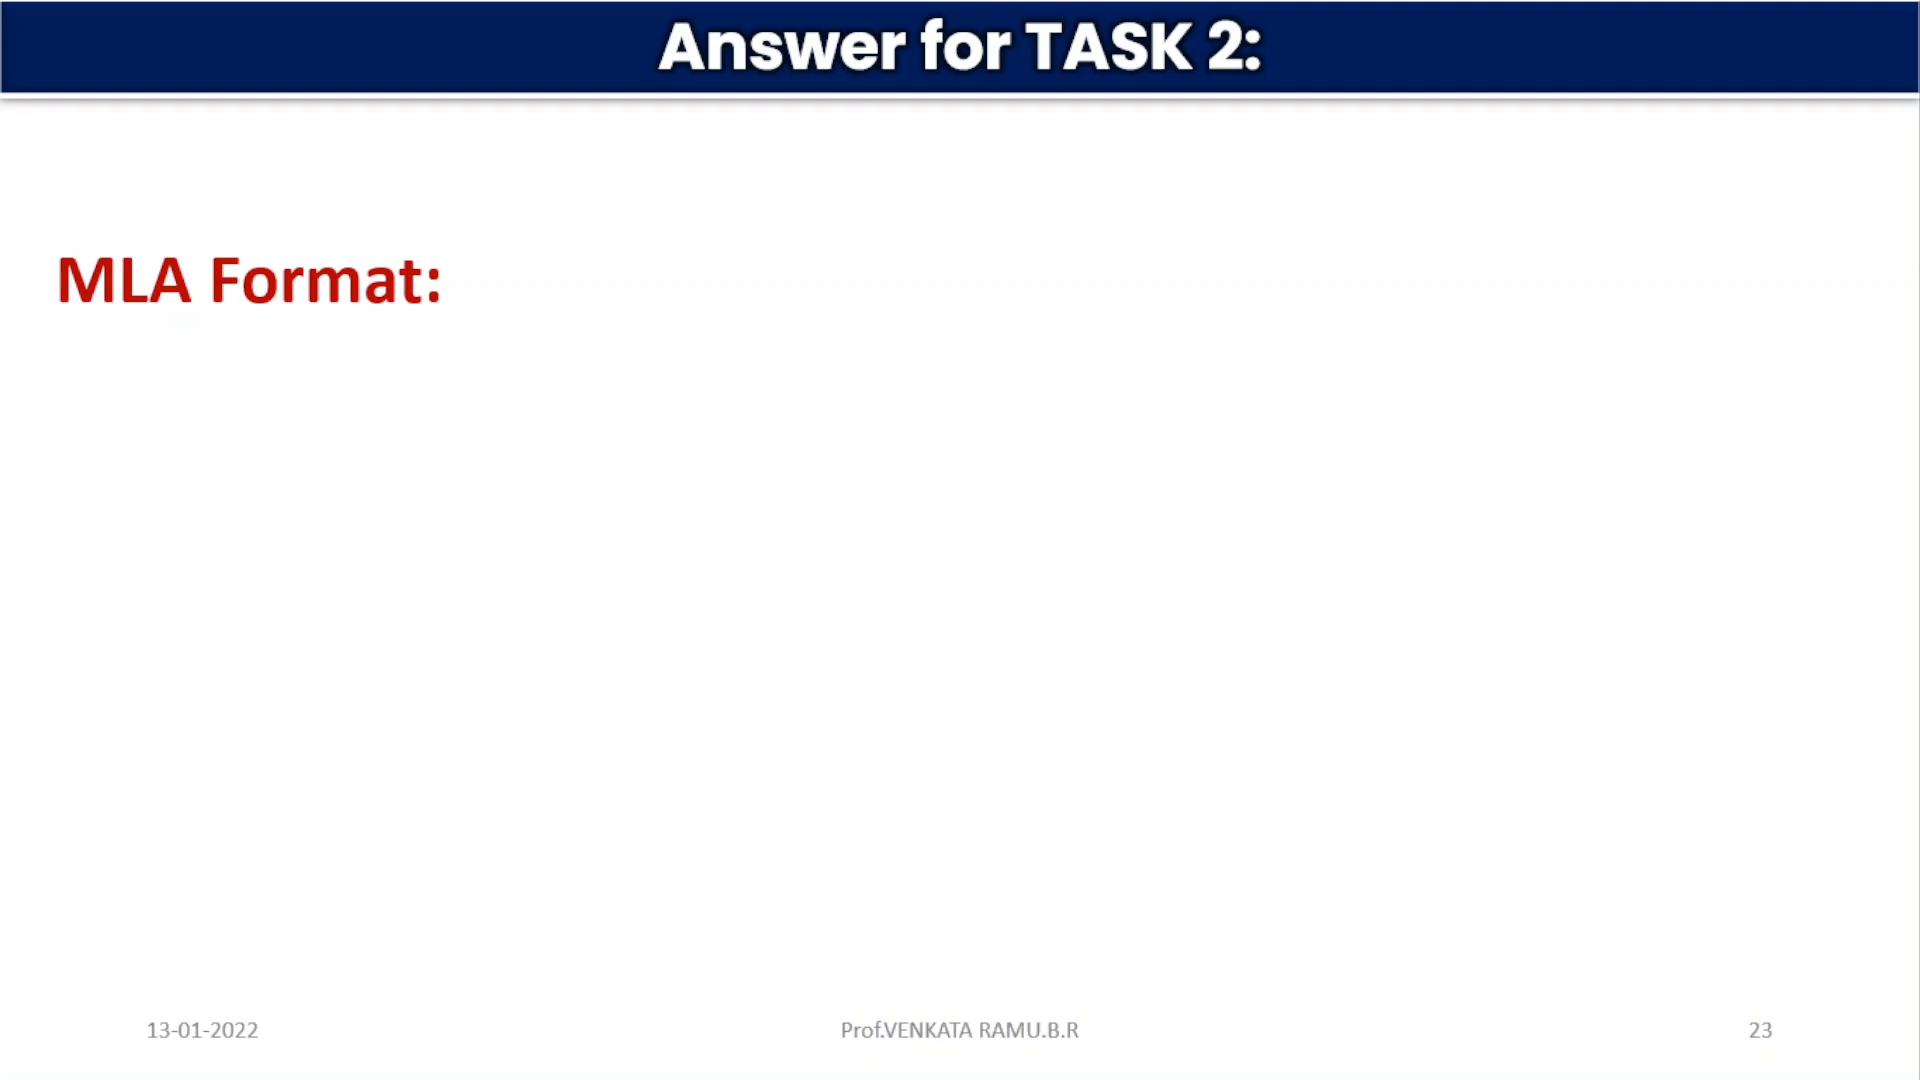 Answer for TASK 2:
MLA Format:
13-01-2022
Prof.VENKATA RAMU.B.R
23